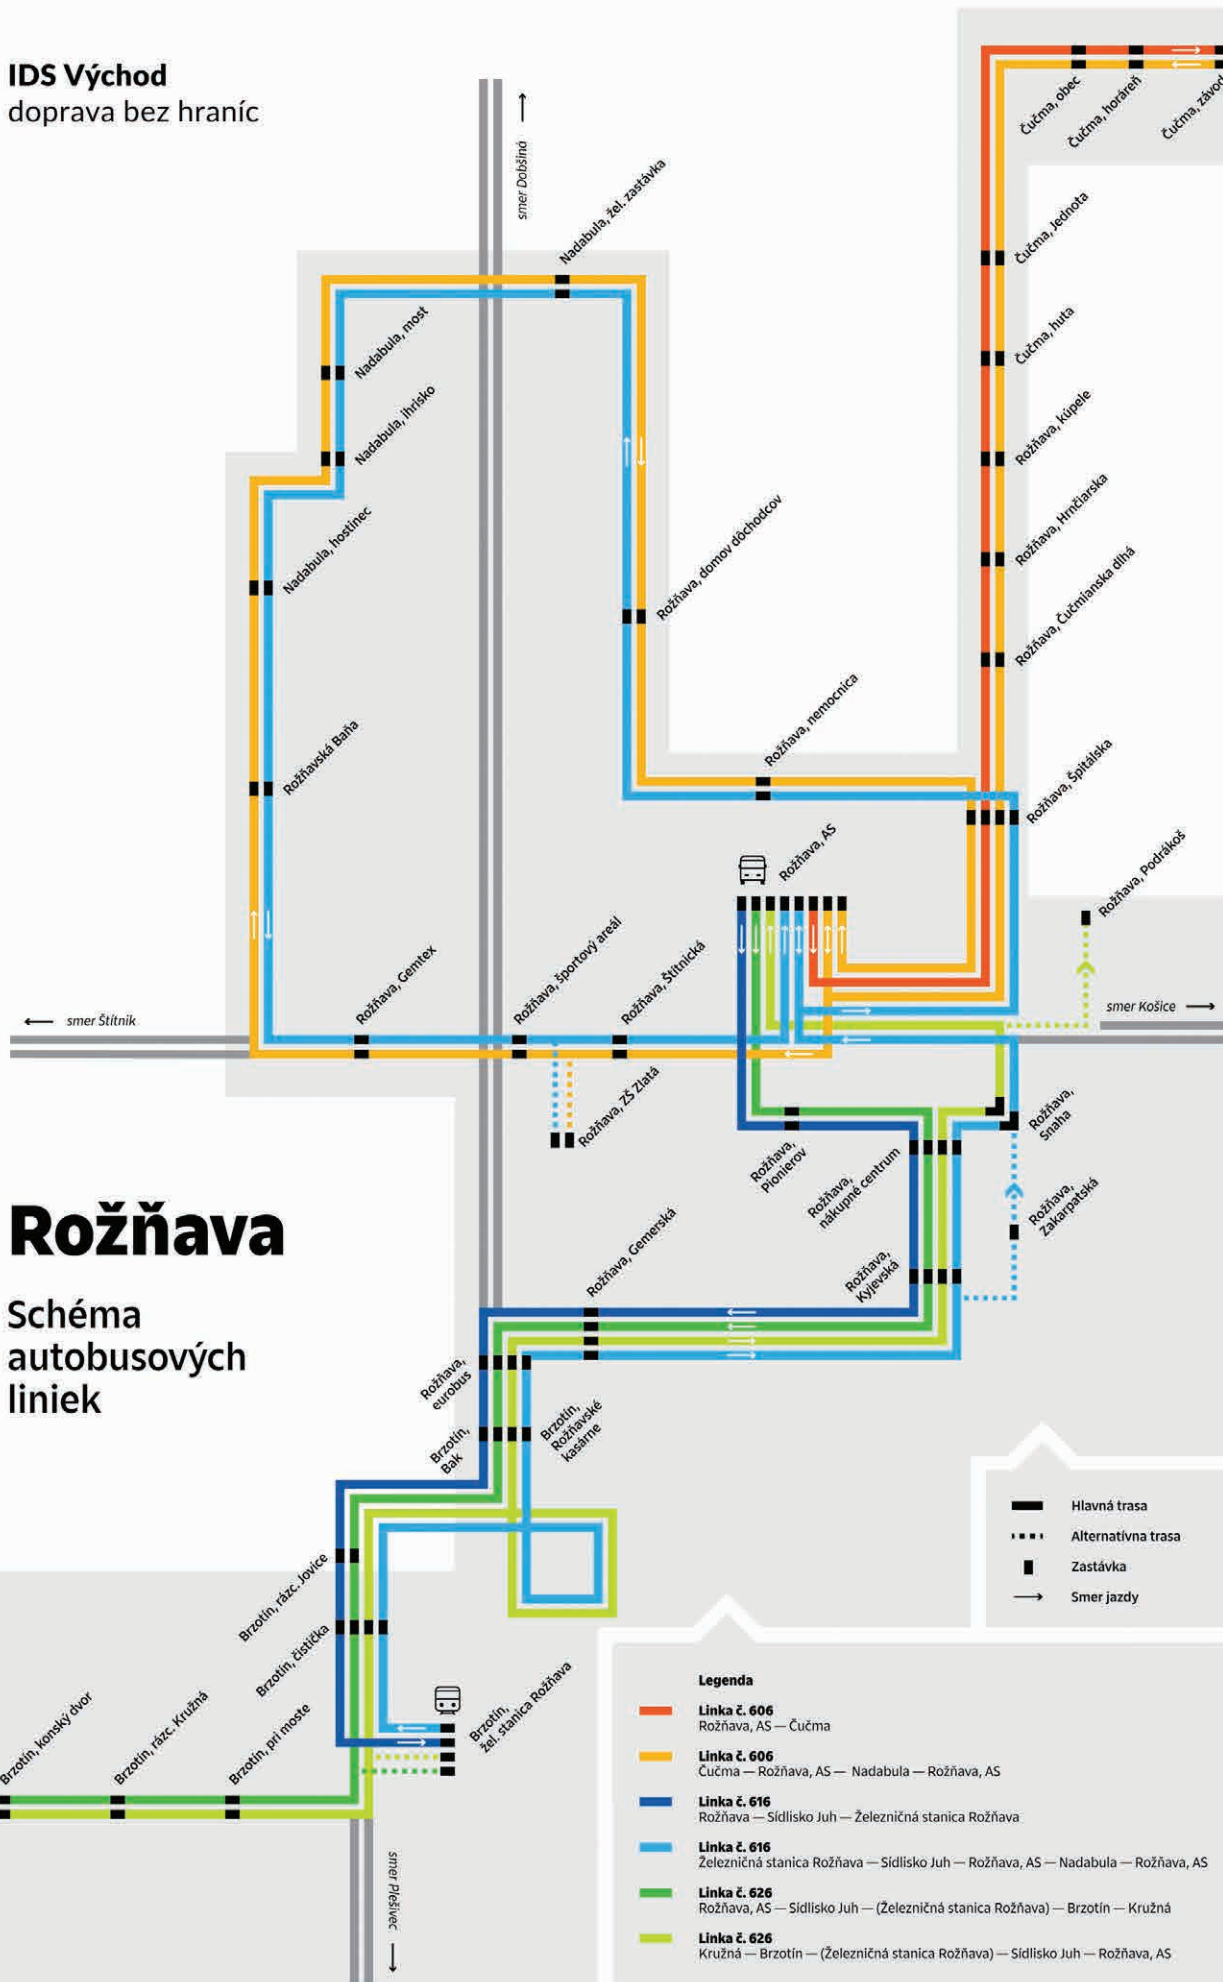 IDS Východ
doprava bez hraníc
smer Dobšiná
Čučma, obec
Čučma, horáreň
Čučma, závod
Nadabula, žel. zastávka
Čučma, Jednota
Nadabula, most
Čučma, huta
Nadabula, ihrisko
Rožňava, kúpele
Nadabula, hostinec
Rožňava, domov dôchodcov
Rožňava, Hrnčiarska
Rožňava, Čučmianska dlhá
Rožňavská Baňa
Rožňava, nemocnica
Rožňava, Špitálska
Rožňava, AS
Rožňava, Podrákoš
Rožňava, Gemtex
Rožňava, športový areál
Rožňava, Štítnická
smer Štítnik
smer Košice
Rožňava, ZŠ Zlatá
Rožňava,
Pionierov
Rožňava,
nákupné centrum
Rožňava,
Snaha
Rožňava,
Zakarpatská
Rožňava
Schéma
autobusových
liniek
Rožňava, Gemerská
Rožňava,
Kyjevská
Rožňava,
eurobus
Brzotín,
Bak
Brzotín,
Rožňavské
kasárne
Brzotín, rázc. Jovice
Brzotín, čistička
Brzotín, konský dvor
Brzotín, rázc. Kružná
Brzotín, pri moste
Brzotín,
žel. stanica Rožňava
smer Plešivec
Hlavná trasa
Alternatívna trasa
Zastávka
Smer jazdy
Legenda
Linka č. 606
Rožňava, AS — Čučma
Linka č. 606
Čučma — Rožňava, AS — Nadabula — Rožňava, AS
Linka č. 616
Rožňava — Sídlisko Juh — Železničná stanica Rožňava
Linka č. 616
Železničná stanica Rožňava — Sídlisko Juh — Rožňava, AS — Nadabula — Rožňava, AS
Linka č. 626
Rožňava, AS — Sídlisko Juh — (Železničná stanica Rožňava) — Brzotín — Kružná
Linka č. 626
Kružná — Brzotín — (Železničná stanica Rožňava) — Sídlisko Juh — Rožňava, AS